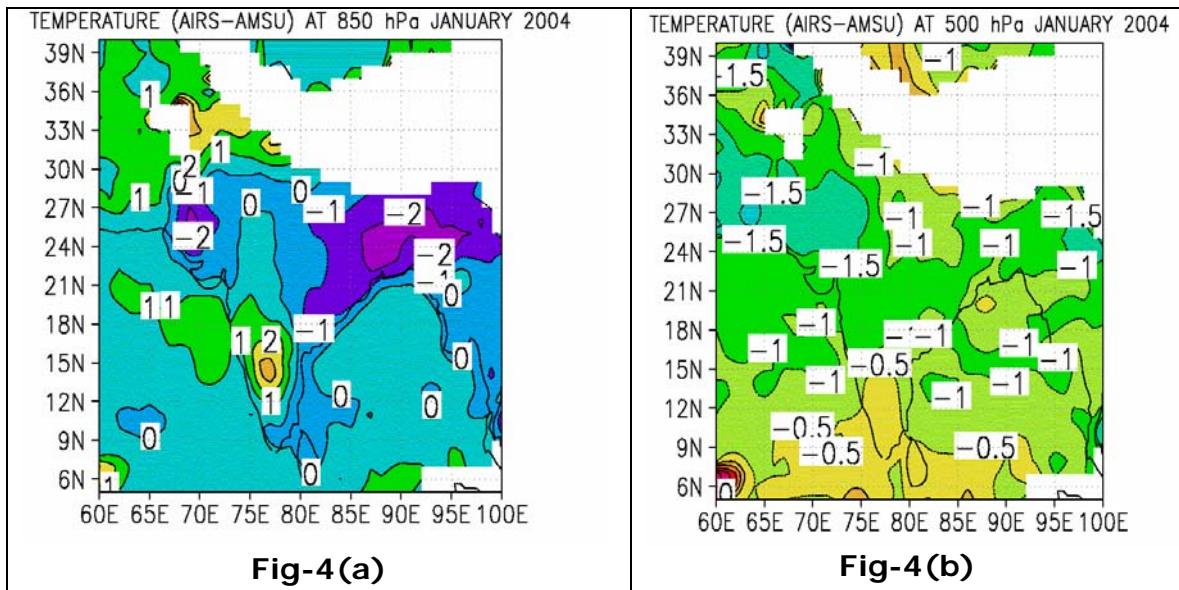 TEMPERATURE (AIRS-AMSU) AT 850 hPa JANUARY 2004
39N
36N
33N
30N
27N
24N
21N
18N
15N
12N
9N
6N
60E 65E 70E 75E 80E 85E 90E 95E 100E
1
1
2
0
-1
1
0
-1
-2
-2
-2
-1
0
1 1
-1
1 2
0
1
0
0
0
0
1
Fig-4(a)
TEMPERATURE (AIRS-AMSU) AT 500 hPa JANUARY 2004
39N
36N
33N
30N
27N
24N
21N
18N
15N
12N
9N
6N
60E 65E 70E 75E 80E 85E 90E 95E 100E
-1
-1.5
-1
-1.5
-1
-1
-1.5
-1.5
-1
-1
-1.5
-1
-1
-1 -1
-1
-1
-0.5
-1
-1
-1
-1
-0.5
-0.5
-0.5
0
Fig-4(b)